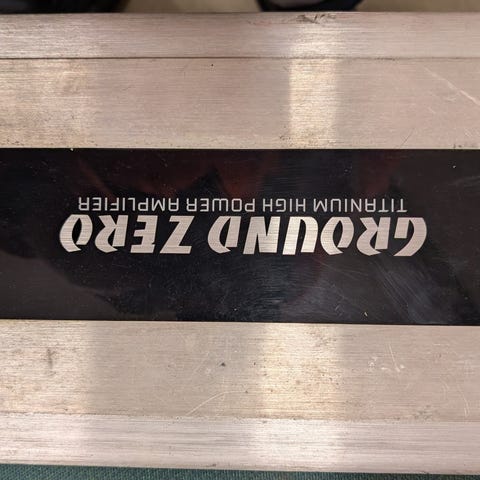 GROUND ZERO
TITANIUM HIGH POWER AMPLIFIER